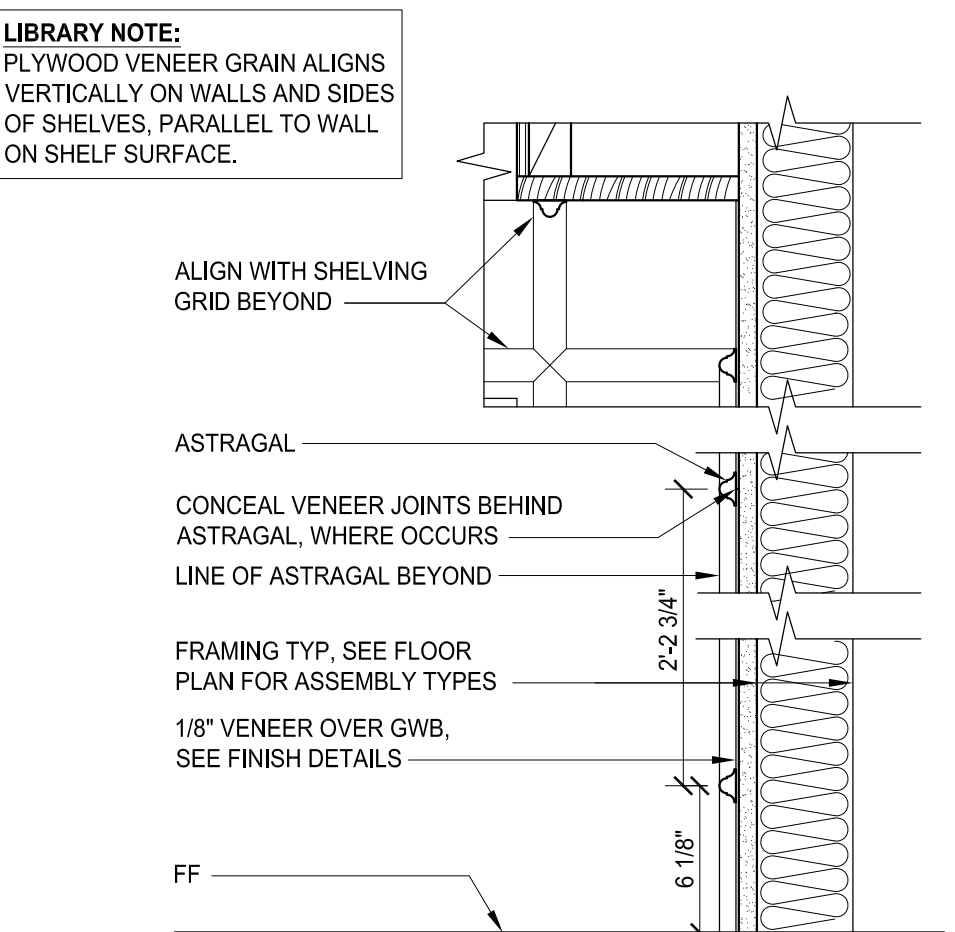 LIBRARY NOTE:
PLYWOOD VENEER GRAIN ALIGNS
VERTICALLY ON WALLS AND SIDES
OF SHELVES, PARALLEL TO WALL
ON SHELF SURFACE.
ALIGN WITH SHELVING
GRID BEYOND
ASTRAGAL
CONCEAL VENEER JOINTS BEHIND
ASTRAGAL, WHERE OCCURS
LINE OF ASTRAGAL BEYOND
2'-2 3/4"
FRAMING TYP, SEE FLOOR
PLAN FOR ASSEMBLY TYPES
1/8" VENEER OVER GWB,
SEE FINISH DETAILS
6 1/8"
FF